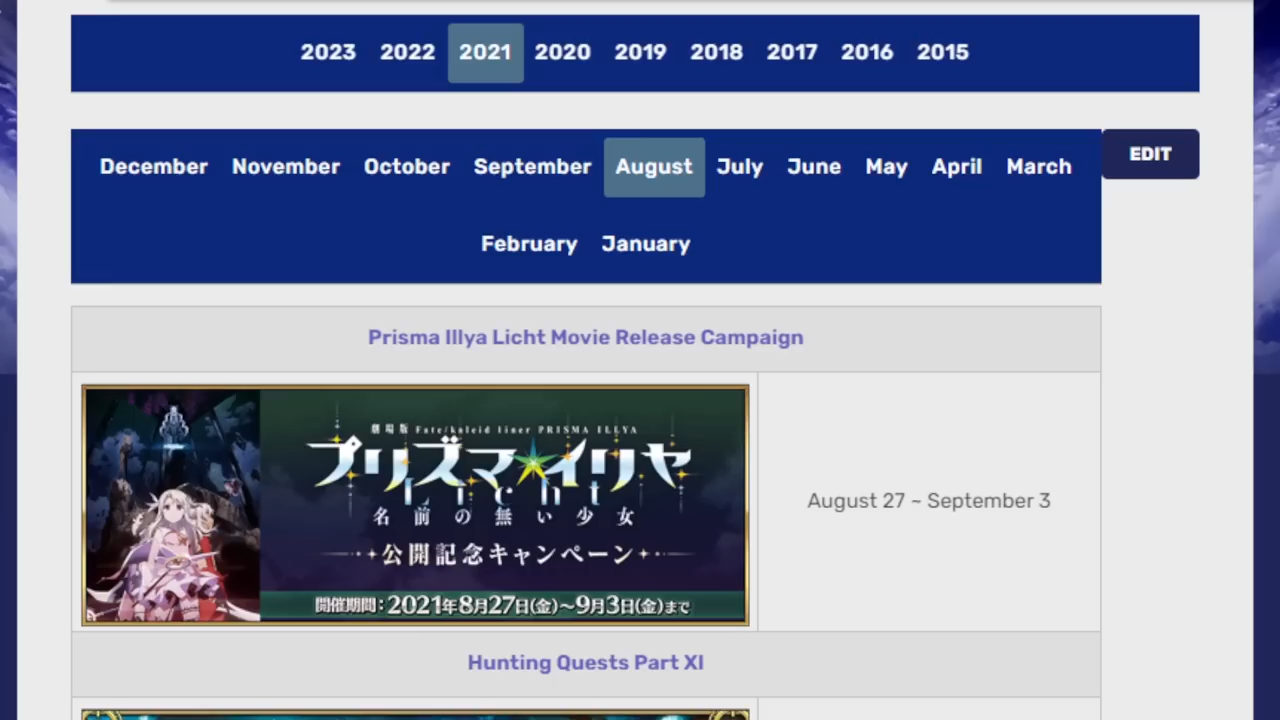 2023 2022 2021 2020 2019 2018 2017 2016 2015
December November October September August July June May April March
EDIT
February January
Prisma Illya Licht Movie Release Campaign
劇場版 Fate/kaleid liner PRISMA ILLYA
プリズマ★イリヤ
Licht
名前の無い少女
公開記念キャンペーン
開催期間：2021年8月27日(金)～9月3日(金)まで
August 27 ~ September 3
Hunting Quests Part XI